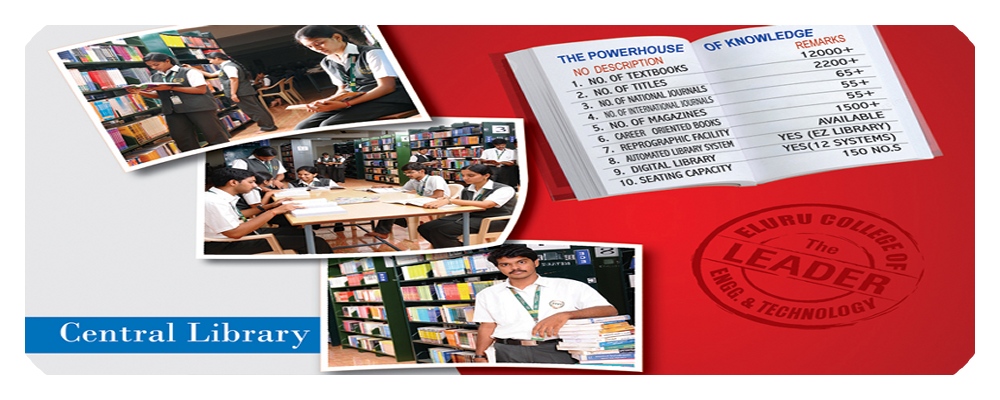 THE POWERHOUSE OF KNOWLEDGE
NO DESCRIPTION REMARKS
1. NO. OF TEXTBOOKS 12000+
2. NO. OF TITLES 2200+
3. NO. OF NATIONAL JOURNALS 65+
4. NO. OF INTERNATIONAL JOURNALS 55+
5. NO. OF MAGAZINES 55+
6. CAREER ORIENTED BOOKS 1500+
7. REPROGRAPHIC FACILITY AVAILABLE
8. AUTOMATED LIBRARY SYSTEM YES (EZ LIBRARY)
9. DIGITAL LIBRARY YES(12 SYSTEMS)
10. SEATING CAPACITY 150 NO.S
3
ELURU COLLEGE OF
The
LEADER
ENGG. & TECHNOLOGY
Central Library